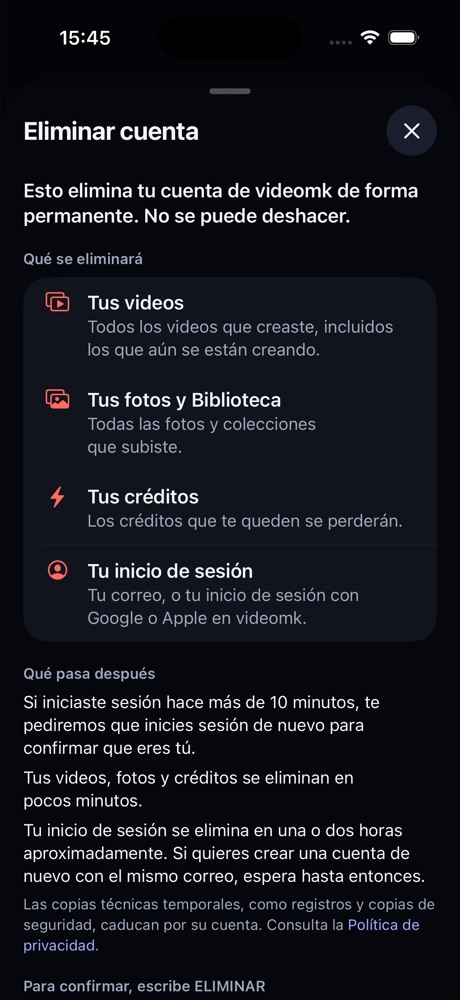 15:45
Eliminar cuenta
Esto elimina tu cuenta de videomk de forma
permanente. No se puede deshacer.
Qué se eliminará
Tus videos
Todos los videos que creaste, incluidos
los que aún se están creando.
Tus fotos y Biblioteca
Todas las fotos y colecciones
que subiste.
Tus créditos
Los créditos que te queden se perderán.
Tu inicio de sesión
Tu correo, o tu inicio de sesión con
Google o Apple en videomk.
Qué pasa después
Si iniciaste sesión hace más de 10 minutos, te
pediremos que inicies sesión de nuevo para
confirmar que eres tú.
Tus videos, fotos y créditos se eliminan en
pocos minutos.
Tu inicio de sesión se elimina en una o dos horas
aproximadamente. Si quieres crear una cuenta de
nuevo con el mismo correo, espera hasta entonces.
Las copias técnicas temporales, como registros y copias de
seguridad, caducan por su cuenta. Consulta la Política de
privacidad.
Para confirmar, escribe ELIMINAR